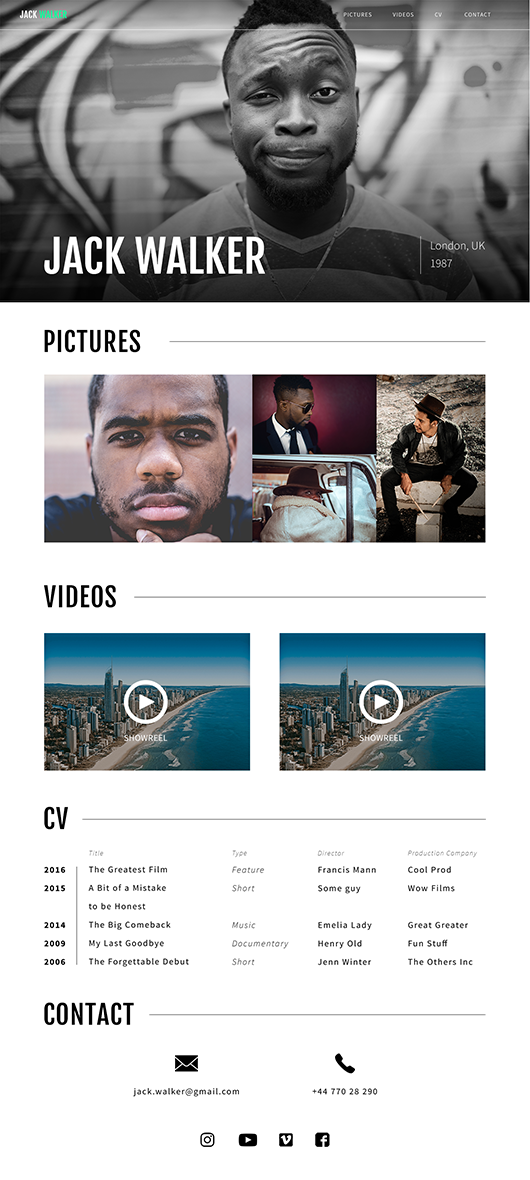 JACK WALKER
PICTURES VIDEOS CV CONTACT
JACK WALKER
London, UK
1987
PICTURES
VIDEOS
SHOWREEL
SHOWREEL
CV
Title Type Director Production Company
2016 The Greatest Film Feature Francis Mann Cool Prod
2015 A Bit of a Mistake Short Some guy Wow Films
to be Honest
2014 The Big Comeback Music Emelia Lady Great Greater
2009 My Last Goodbye Documentary Henry Old Fun Stuff
2006 The Forgettable Debut Short Jenn Winter The Others Inc
CONTACT
jack.walker@gmail.com +44 770 28 290